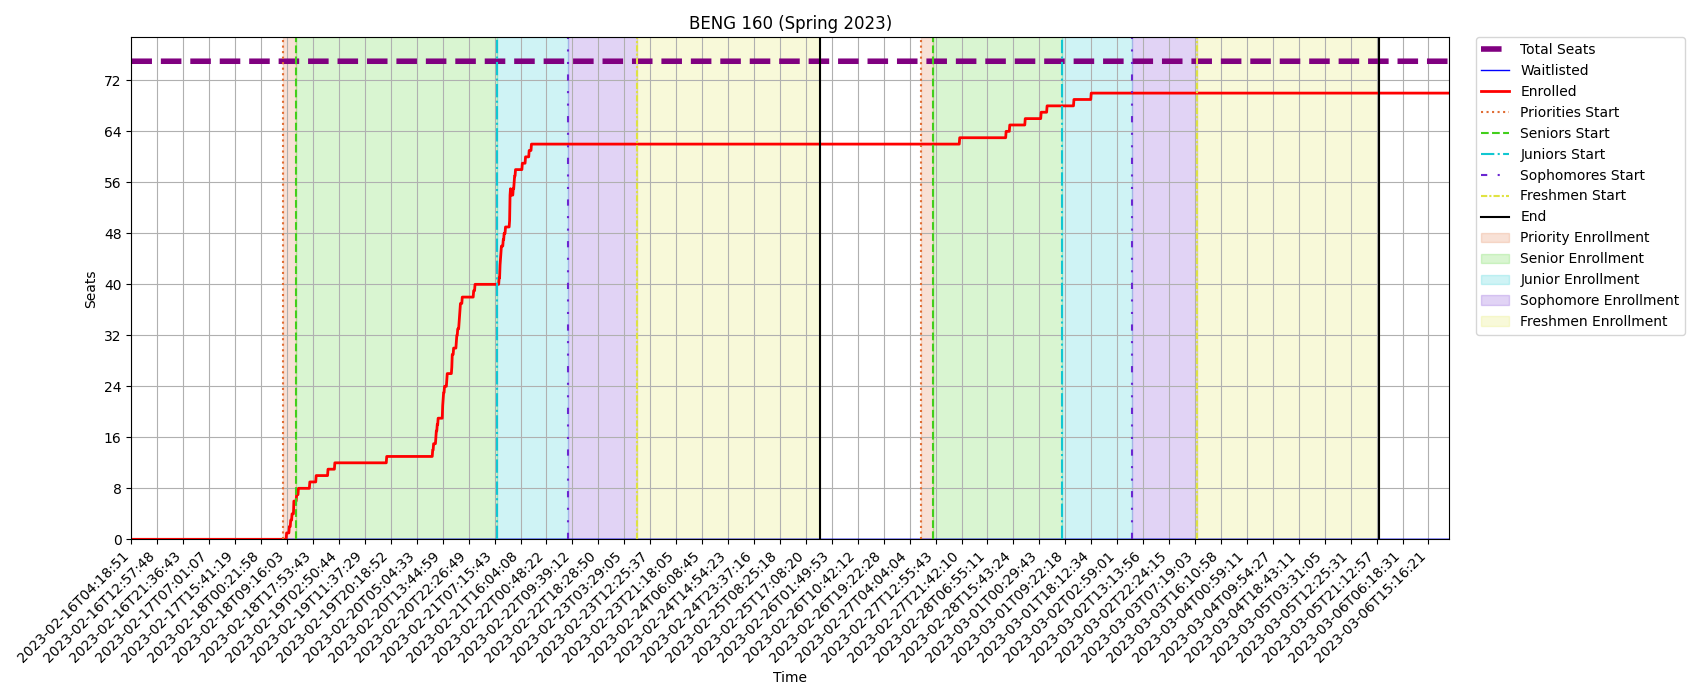 BENG 160 (Spring 2023)
Seats
72
64
56
48
40
32
24
16
8
0
2023-02-16T04:18:51
2023-02-16T12:57:48
2023-02-16T21:36:43
2023-02-17T07:01:07
2023-02-17T15:41:19
2023-02-18T00:21:58
2023-02-18T09:16:03
2023-02-18T17:53:43
2023-02-19T02:50:44
2023-02-19T11:37:29
2023-02-19T20:18:52
2023-02-20T05:04:33
2023-02-20T13:44:59
2023-02-20T22:26:49
2023-02-21T07:15:43
2023-02-21T16:04:08
2023-02-22T00:48:22
2023-02-22T09:39:12
2023-02-22T18:28:50
2023-02-23T03:29:05
2023-02-23T12:25:37
2023-02-23T21:18:05
2023-02-24T06:08:45
2023-02-24T14:54:23
2023-02-24T23:37:16
2023-02-25T08:25:18
2023-02-25T17:08:20
2023-02-26T01:49:53
2023-02-26T10:42:12
2023-02-26T19:22:28
2023-02-27T04:04:04
2023-02-27T12:55:43
2023-02-27T21:42:10
2023-02-28T06:55:11
2023-02-28T15:43:24
2023-03-01T00:29:43
2023-03-01T09:22:18
2023-03-01T18:12:34
2023-03-02T02:59:01
2023-03-02T13:13:56
2023-03-02T22:24:15
2023-03-03T07:19:03
2023-03-03T16:10:58
2023-03-04T00:59:11
2023-03-04T09:54:27
2023-03-04T18:43:11
2023-03-05T03:31:05
2023-03-05T12:25:31
2023-03-05T21:12:57
2023-03-06T06:18:31
2023-03-06T15:16:21
Time
Total Seats
Waitlisted
Enrolled
Priorities Start
Seniors Start
Juniors Start
Sophomores Start
Freshmen Start
End
Priority Enrollment
Senior Enrollment
Junior Enrollment
Sophomore Enrollment
Freshmen Enrollment